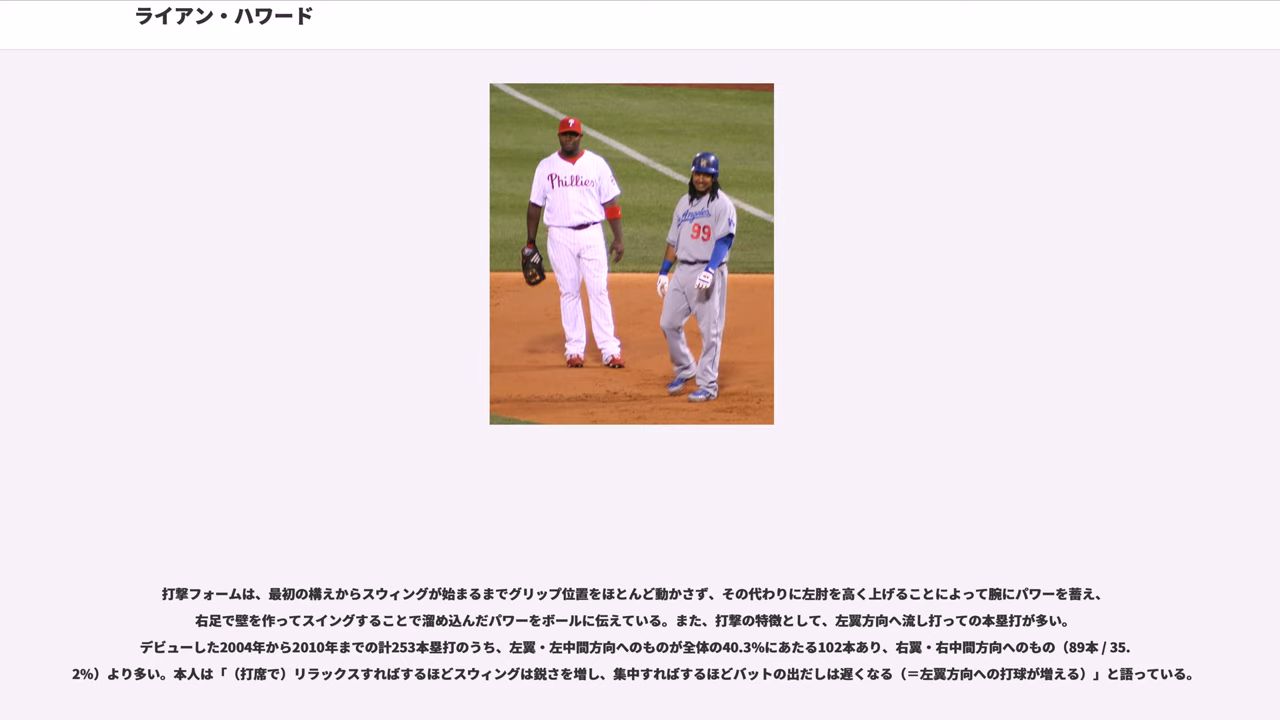 ライアン・ハワード
Phillies
Los Angeles
99
打撃フォームは、最初の構えからスウィングが始まるまでグリップ位置をほとんど動かさず、その代わりに左肘を高く上げることによって腕にパワーを蓄え、
右足で壁を作ってスイングすることで溜め込んだパワーをボールに伝えている。また、打撃の特徴として、左翼方向へ流し打っての本塁打が多い。
デビューした2004年から2010年までの計253本塁打のうち、左翼・左中間方向へのものが全体の40.3%にあたる102本あり、右翼・右中間方向へのもの（89本 / 35.
2%）より多い。本人は「（打席で）リラックスすればするほどスウィングは鋭さを増し、集中すればするほどバットの出だしは遅くなる（＝左翼方向への打球が増える）」と語っている。